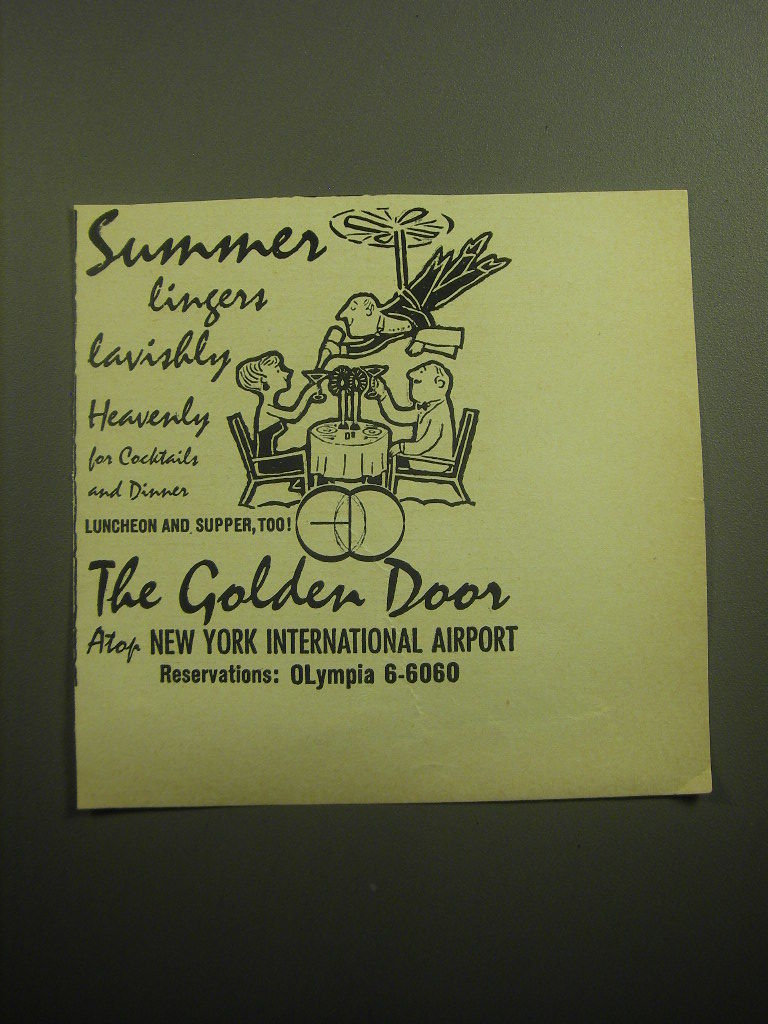 Summer
lingers
lavishly
Heavenly
for Cocktails
and Dinner
LUNCHEON AND SUPPER, TOO!
The Golden Door
Atop NEW YORK INTERNATIONAL AIRPORT
Reservations: OLympia 6-6060